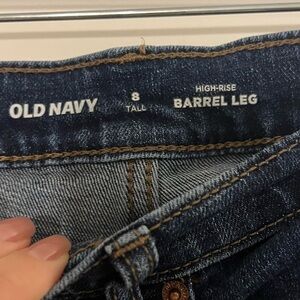 OLD NAVY
8
TALL
HIGH-RISE
BARREL LEG